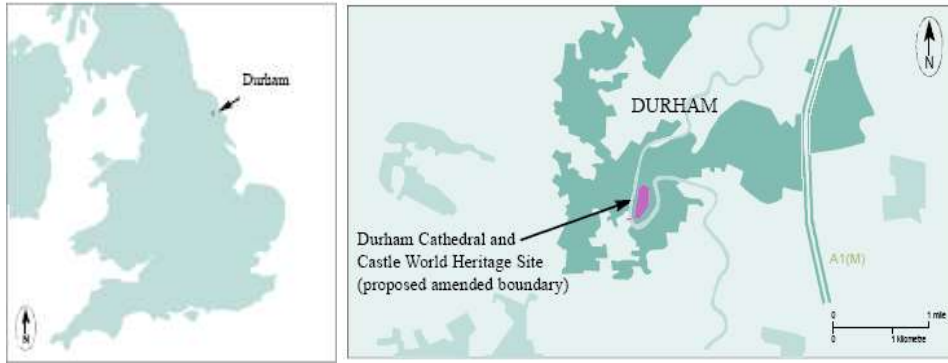 Durham
N
N
DURHAM
Durham Cathedral and
Castle World Heritage Site
(proposed amended boundary)
A1(M)
0 1 mile
0 1 kilometre